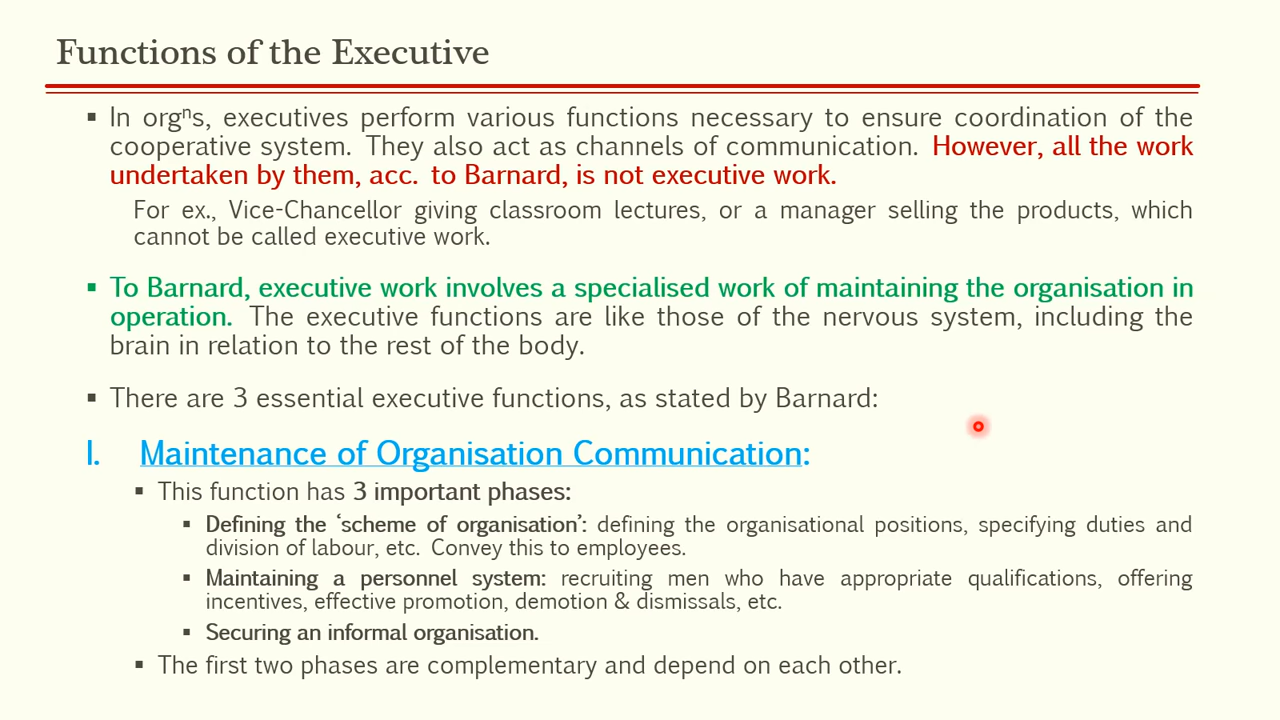 Functions of the Executive
▪ In orgⁿs, executives perform various functions necessary to ensure coordination of the
cooperative system. They also act as channels of communication. However, all the work
undertaken by them, acc. to Barnard, is not executive work.
For ex., Vice-Chancellor giving classroom lectures, or a manager selling the products, which
cannot be called executive work.
▪ To Barnard, executive work involves a specialised work of maintaining the organisation in
operation. The executive functions are like those of the nervous system, including the
brain in relation to the rest of the body.
▪ There are 3 essential executive functions, as stated by Barnard:
I. Maintenance of Organisation Communication:
▪ This function has 3 important phases:
▪ Defining the ‘scheme of organisation’: defining the organisational positions, specifying duties and
division of labour, etc. Convey this to employees.
▪ Maintaining a personnel system: recruiting men who have appropriate qualifications, offering
incentives, effective promotion, demotion & dismissals, etc.
▪ Securing an informal organisation.
▪ The first two phases are complementary and depend on each other.